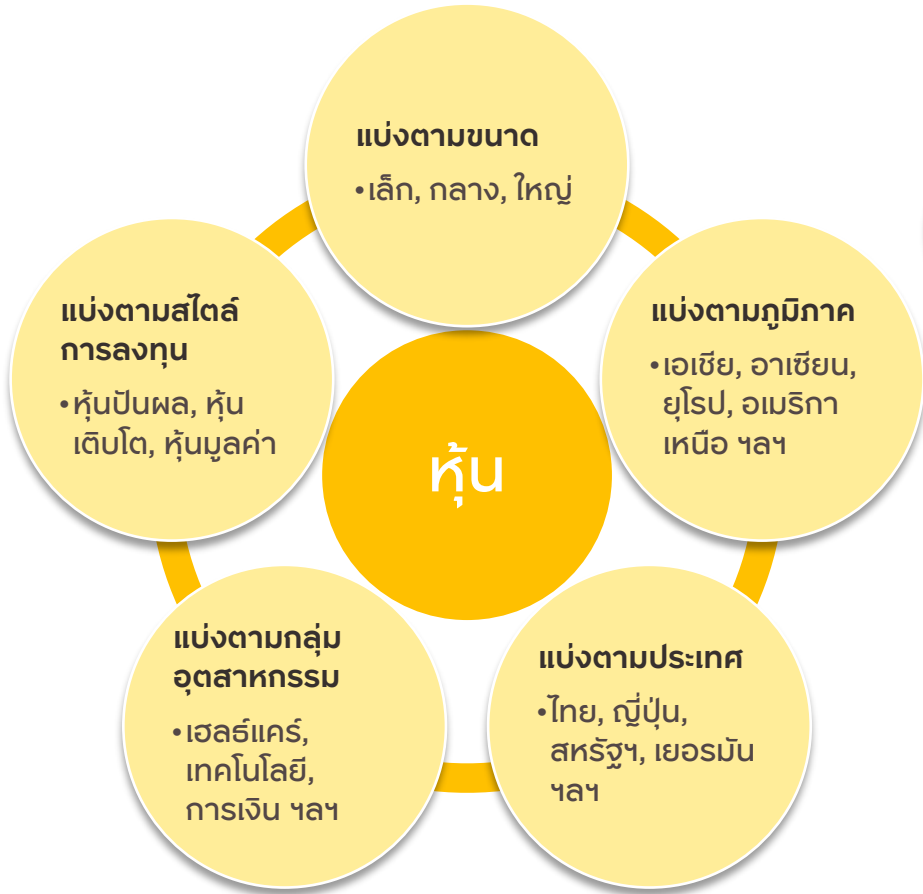 แบ่งตามขนาด
•เล็ก, กลาง, ใหญ่
แบ่งตามภูมิภาค
•เอเชีย, อาเซียน,
ยุโรป, อเมริกา
เหนือ ฯลฯ
แบ่งตามประเทศ
•ไทย, ญี่ปุ่น,
สหรัฐฯ, เยอรมัน
ฯลฯ
แบ่งตามกลุ่ม
อุตสาหกรรม
•เฮลธ์แคร์,
เทคโนโลยี,
การเงิน ฯลฯ
แบ่งตามสไตล์
การลงทุน
•หุ้นปันผล, หุ้น
เติบโต, หุ้นมูลค่า
หุ้น